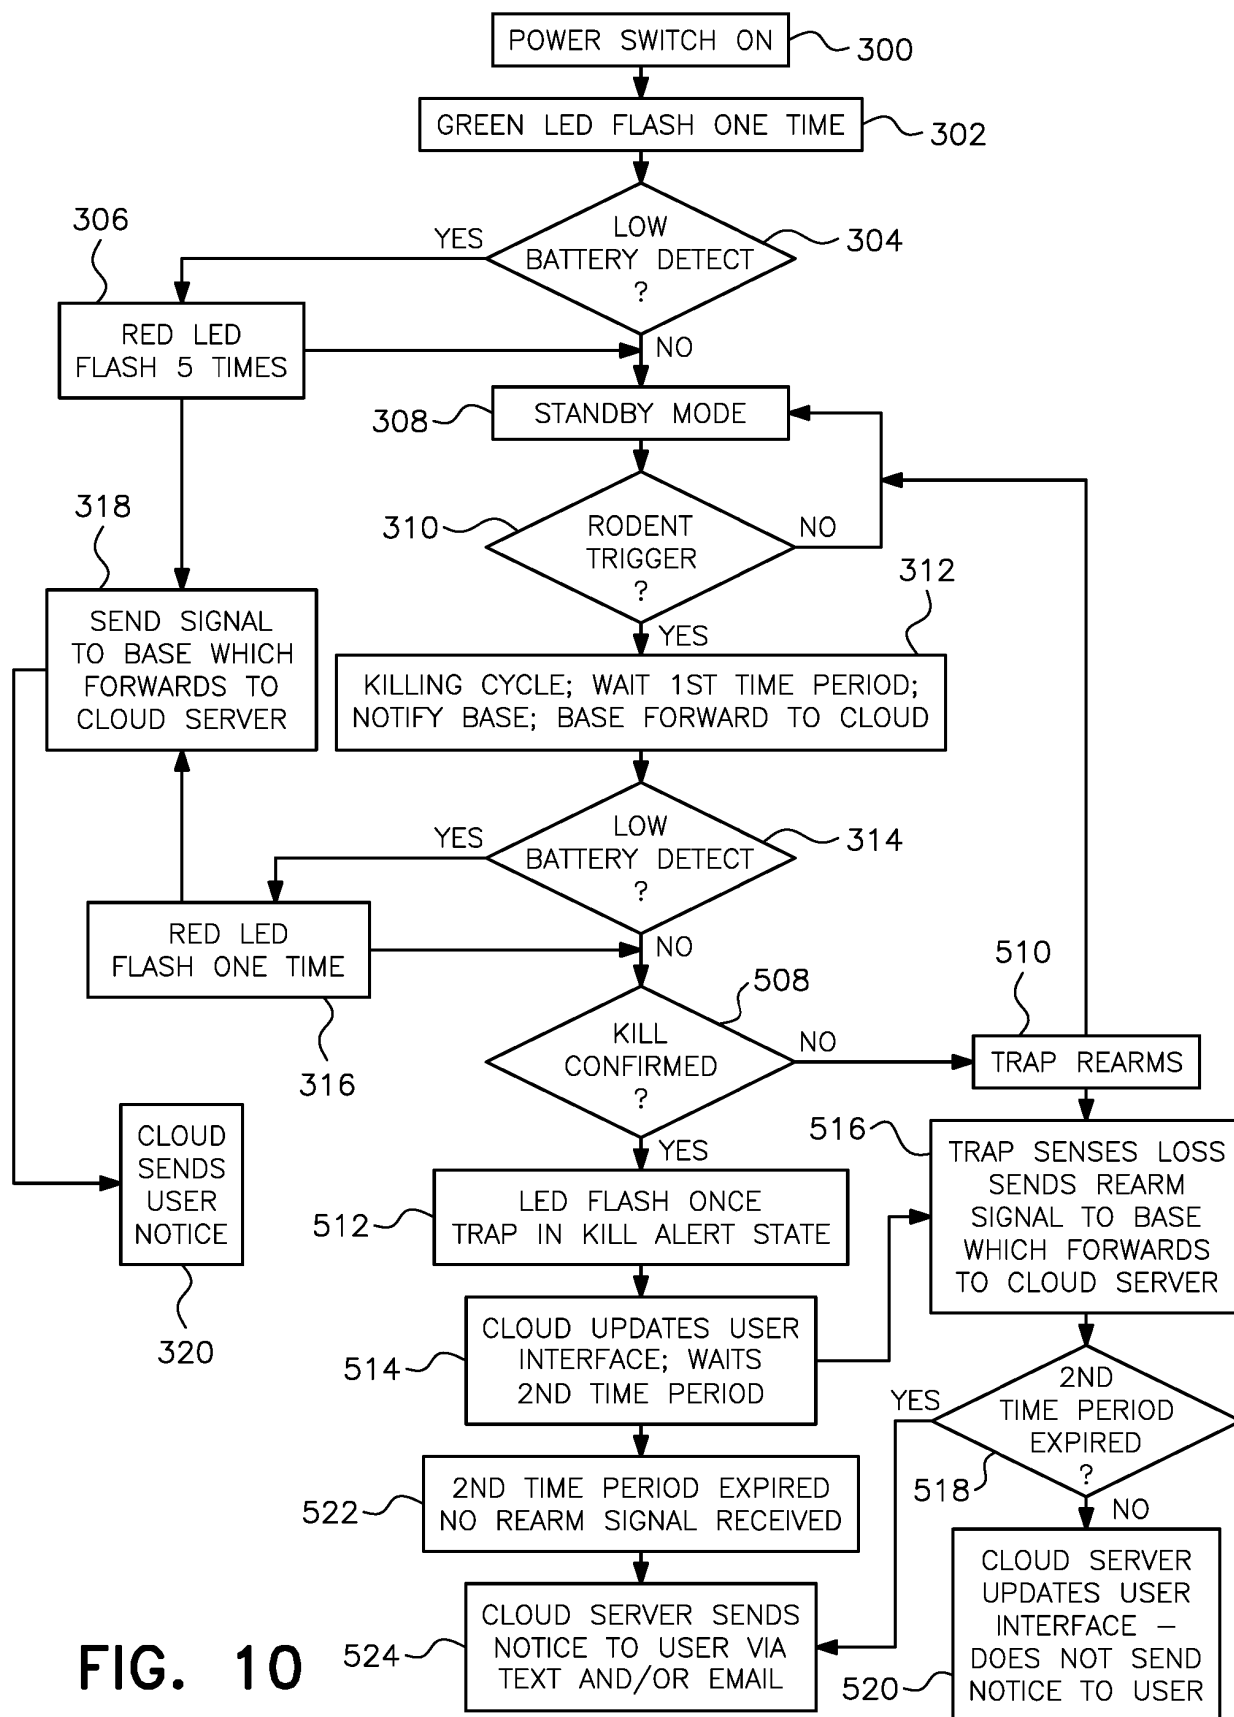 POWER SWITCH ON
300
GREEN LED FLASH ONE TIME
302
LOW
BATTERY DETECT
?
304
YES
306
RED LED
FLASH 5 TIMES
NO
STANDBY MODE
308
RODENT
TRIGGER
?
310
NO
318
SEND SIGNAL
TO BASE WHICH
FORWARDS TO
CLOUD SERVER
YES
312
KILLING CYCLE; WAIT 1ST TIME PERIOD;
NOTIFY BASE; BASE FORWARD TO CLOUD
LOW
BATTERY DETECT
?
314
YES
RED LED
FLASH ONE TIME
316
NO
KILL
CONFIRMED
?
508
NO
510
TRAP REARMS
CLOUD
SENDS
USER
NOTICE
320
YES
LED FLASH ONCE
TRAP IN KILL ALERT STATE
512
516
TRAP SENSES LOSS
SENDS REARM
SIGNAL TO BASE
WHICH FORWARDS
TO CLOUD SERVER
CLOUD UPDATES USER
INTERFACE; WAITS
2ND TIME PERIOD
514
2ND
TIME PERIOD
EXPIRED
?
518
YES
NO
2ND TIME PERIOD EXPIRED
NO REARM SIGNAL RECEIVED
522
CLOUD SERVER SENDS
NOTICE TO USER VIA
TEXT AND/OR EMAIL
524
CLOUD SERVER
UPDATES USER
INTERFACE –
DOES NOT SEND
NOTICE TO USER
520
FIG. 10